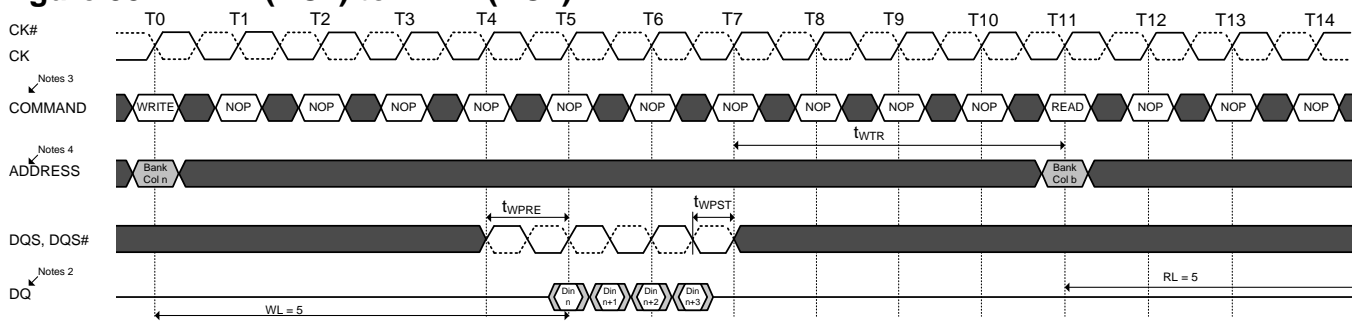 T0 T1 T2 T3 T4 T5 T6 T7 T8 T9 T10 T11 T12 T13 T14
CK#
CK
Notes 3
COMMAND WRITE NOP NOP NOP NOP NOP NOP NOP NOP NOP NOP READ NOP NOP NOP
tWTR
Notes 4
ADDRESS
Bank Bank
Col n Col b
tWPRE tWPST
DQS, DQS#
Notes 2
DQ
Din Din Din Din
n n+1 n+2 n+3
RL = 5
WL = 5